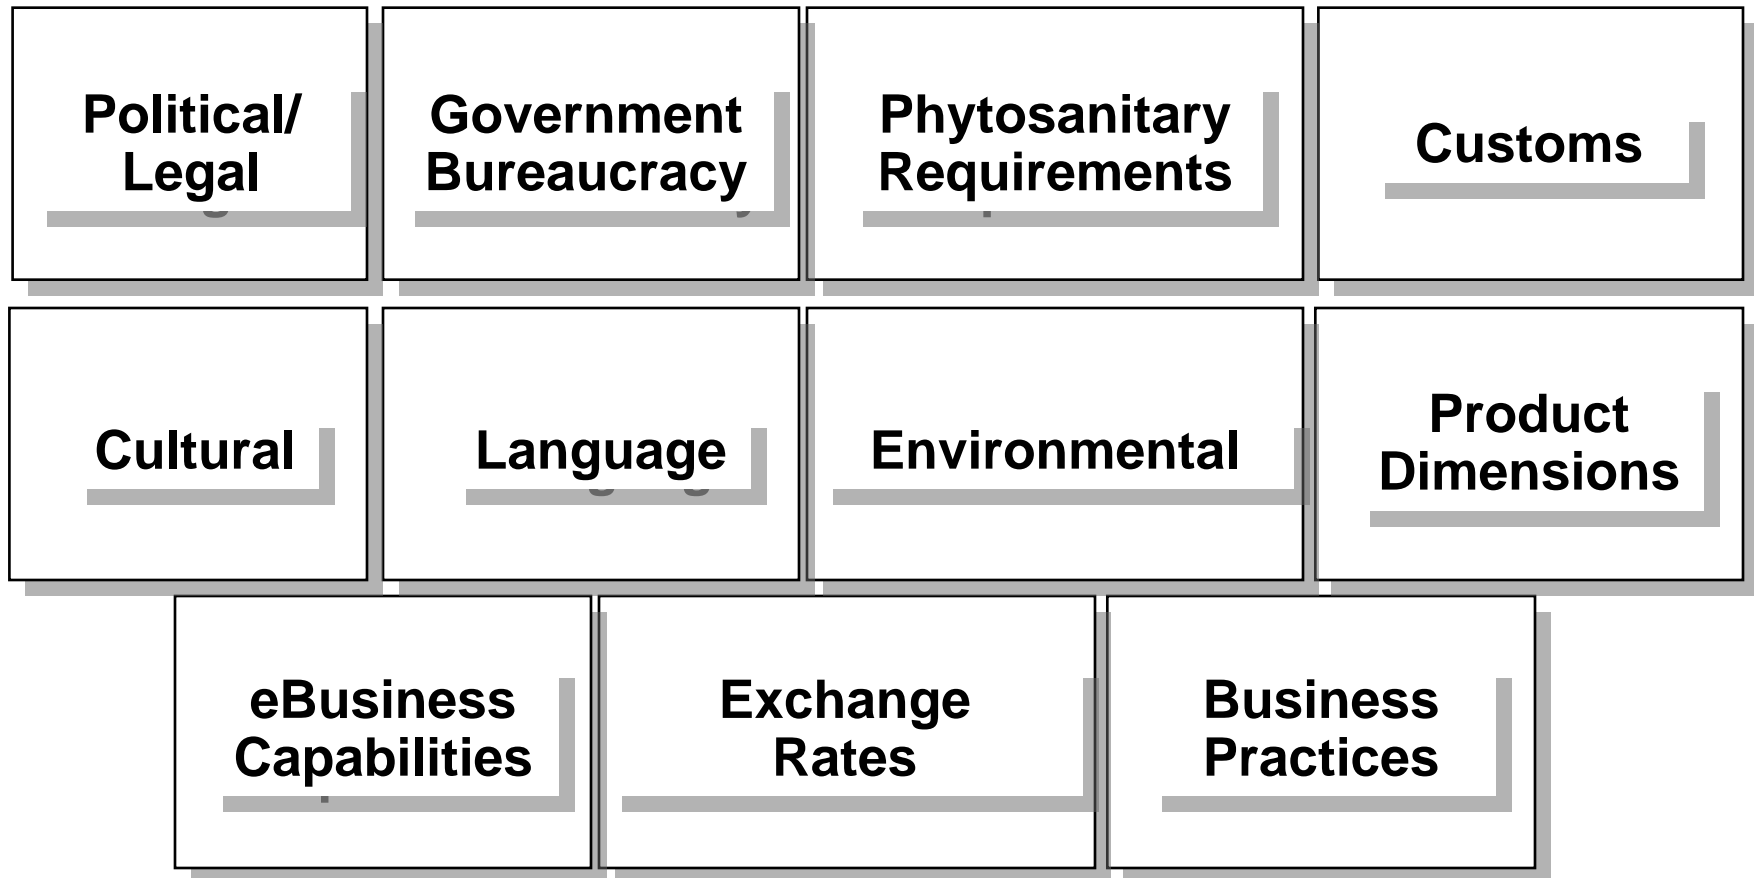 Political/
Legal
Government
Bureaucracy
Phytosanitary
Requirements
Customs
Cultural
Language
Environmental
Product
Dimensions
eBusiness
Capabilities
Exchange
Rates
Business
Practices